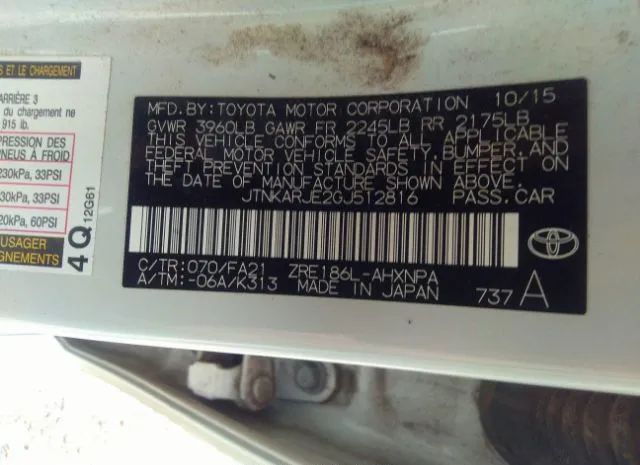 S ET LE CHARGEMENT
ARRIÈRE 3
du chargement ne
915 lb.
PRESSION DES
PNEUS À FROID
230kPa, 33PSI
230kPa, 33PSI
420kPa, 60PSI
USAGER
GNEMENTS
4Q 12G61
MFD.BY: TOYOTA MOTOR CORPORATION 10/15
GVWR 3960LB GAWR FR 2245LB RR 2175LB
THIS VEHICLE CONFORMS TO ALL APPLICABLE
FEDERAL MOTOR VEHICLE SAFETY, BUMPER, AND
THEFT PREVENTION STANDARDS IN EFFECT ON
THE DATE OF MANUFACTURE SHOWN ABOVE.
JTNKARJE2GJ512816 PASS.CAR
C/TR: 070/FA21 ZRE186L-AHXNPA
A/TM: -06A/K313 MADE IN JAPAN
737 A